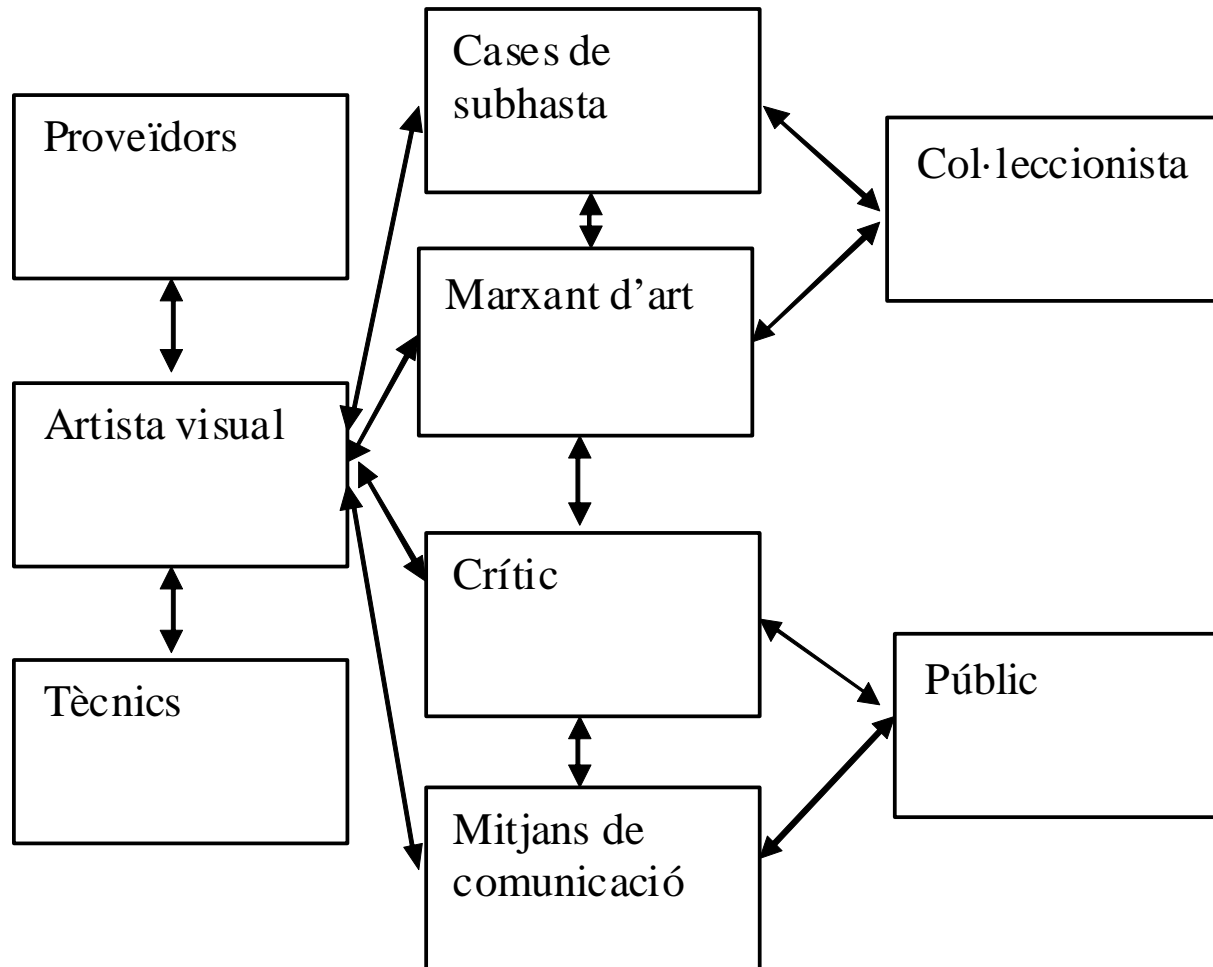 Cases de
subhasta
Proveïdors
Col·leccionista
Marxant d’art
Artista visual
Crític
Públic
Tècnics
Mitjans de
comunicació